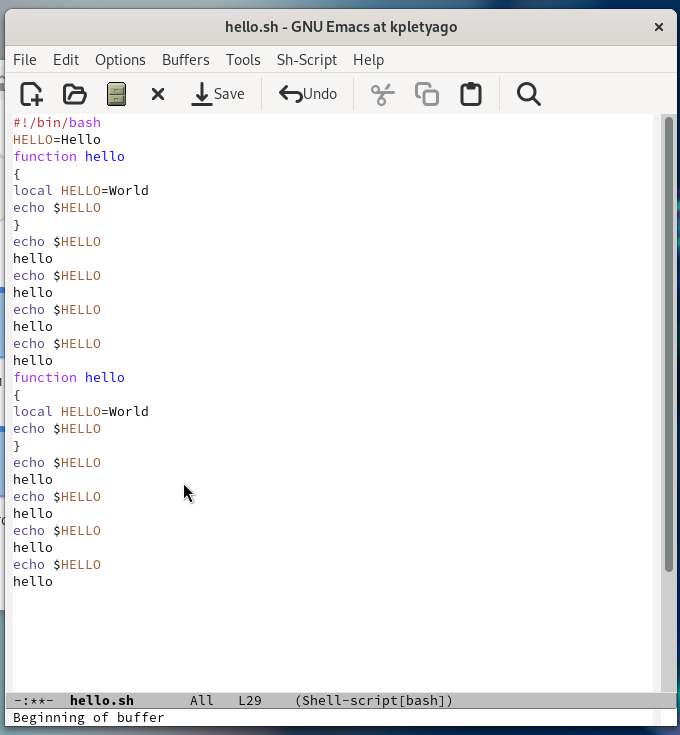 hello.sh - GNU Emacs at kpletyago
File Edit Options Buffers Tools Sh-Script Help
Save Undo
#!/bin/bash
HELLO=Hello
function hello
{
local HELLO=World
echo $HELLO
}
echo $HELLO
hello
echo $HELLO
hello
echo $HELLO
hello
echo $HELLO
hello
function hello
{
local HELLO=World
echo $HELLO
}
echo $HELLO
hello
echo $HELLO
hello
echo $HELLO
hello
echo $HELLO
hello
-:**- hello.sh All L29 (Shell-script[bash])
Beginning of buffer